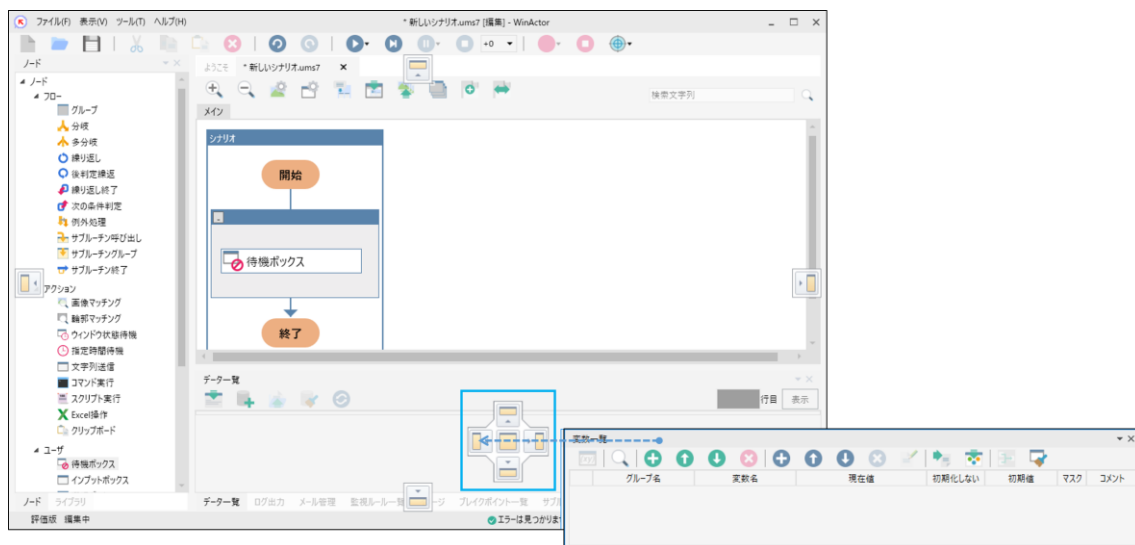 ファイル(F) 表示(V) ツール(T) ヘルプ(H)
* 新しいシナリオ.ums7 [編集] - WinActor
+0
ノード
ようこそ * 新しいシナリオ.ums7
検索文字列
メイン
ノード
フロー
グループ
分岐
多分岐
繰り返し
後判定繰返
繰り返し終了
次の条件判定
例外処理
サブルーチン呼び出し
サブルーチングループ
サブルーチン終了
アクション
画像マッチング
輪郭マッチング
ウィンドウ状態待機
指定時間待機
文字列送信
コマンド実行
スクリプト実行
Excel操作
クリップボード
ユーザ
待機ボックス
インプットボックス
ノード ライブラリ
シナリオ
開始
待機ボックス
終了
データ一覧
行目 表示
データ一覧 ログ出力 メール管理 監視ルール一覧 ージ ブレイクポイント一覧 サブル
評価版 編集中
エラーは見つかりませ
変数一覧
グループ名 変数名 現在値 初期化しない 初期値 マスク コメント